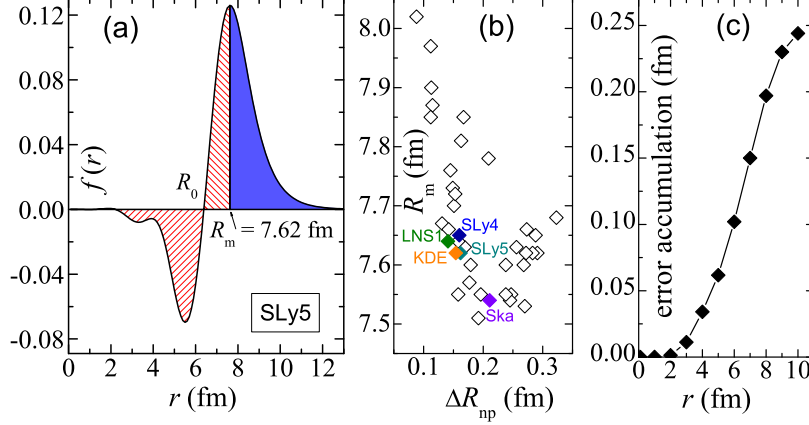 (a)
0.12
0.08
0.04
0.00
-0.04
-0.08
f (r)
R0
Rm = 7.62 fm
SLy5
0 2 4 6 8 10 12
r (fm)
(b)
8.0
7.9
7.8
7.7
7.6
7.5
Rm (fm)
SLy4
LNS1
SLy5
KDE
Ska
0.1 0.2 0.3
ΔRnp (fm)
(c)
0.25
0.20
0.15
0.10
0.05
0.00
error accumulation (fm)
0 2 4 6 8 10
r (fm)